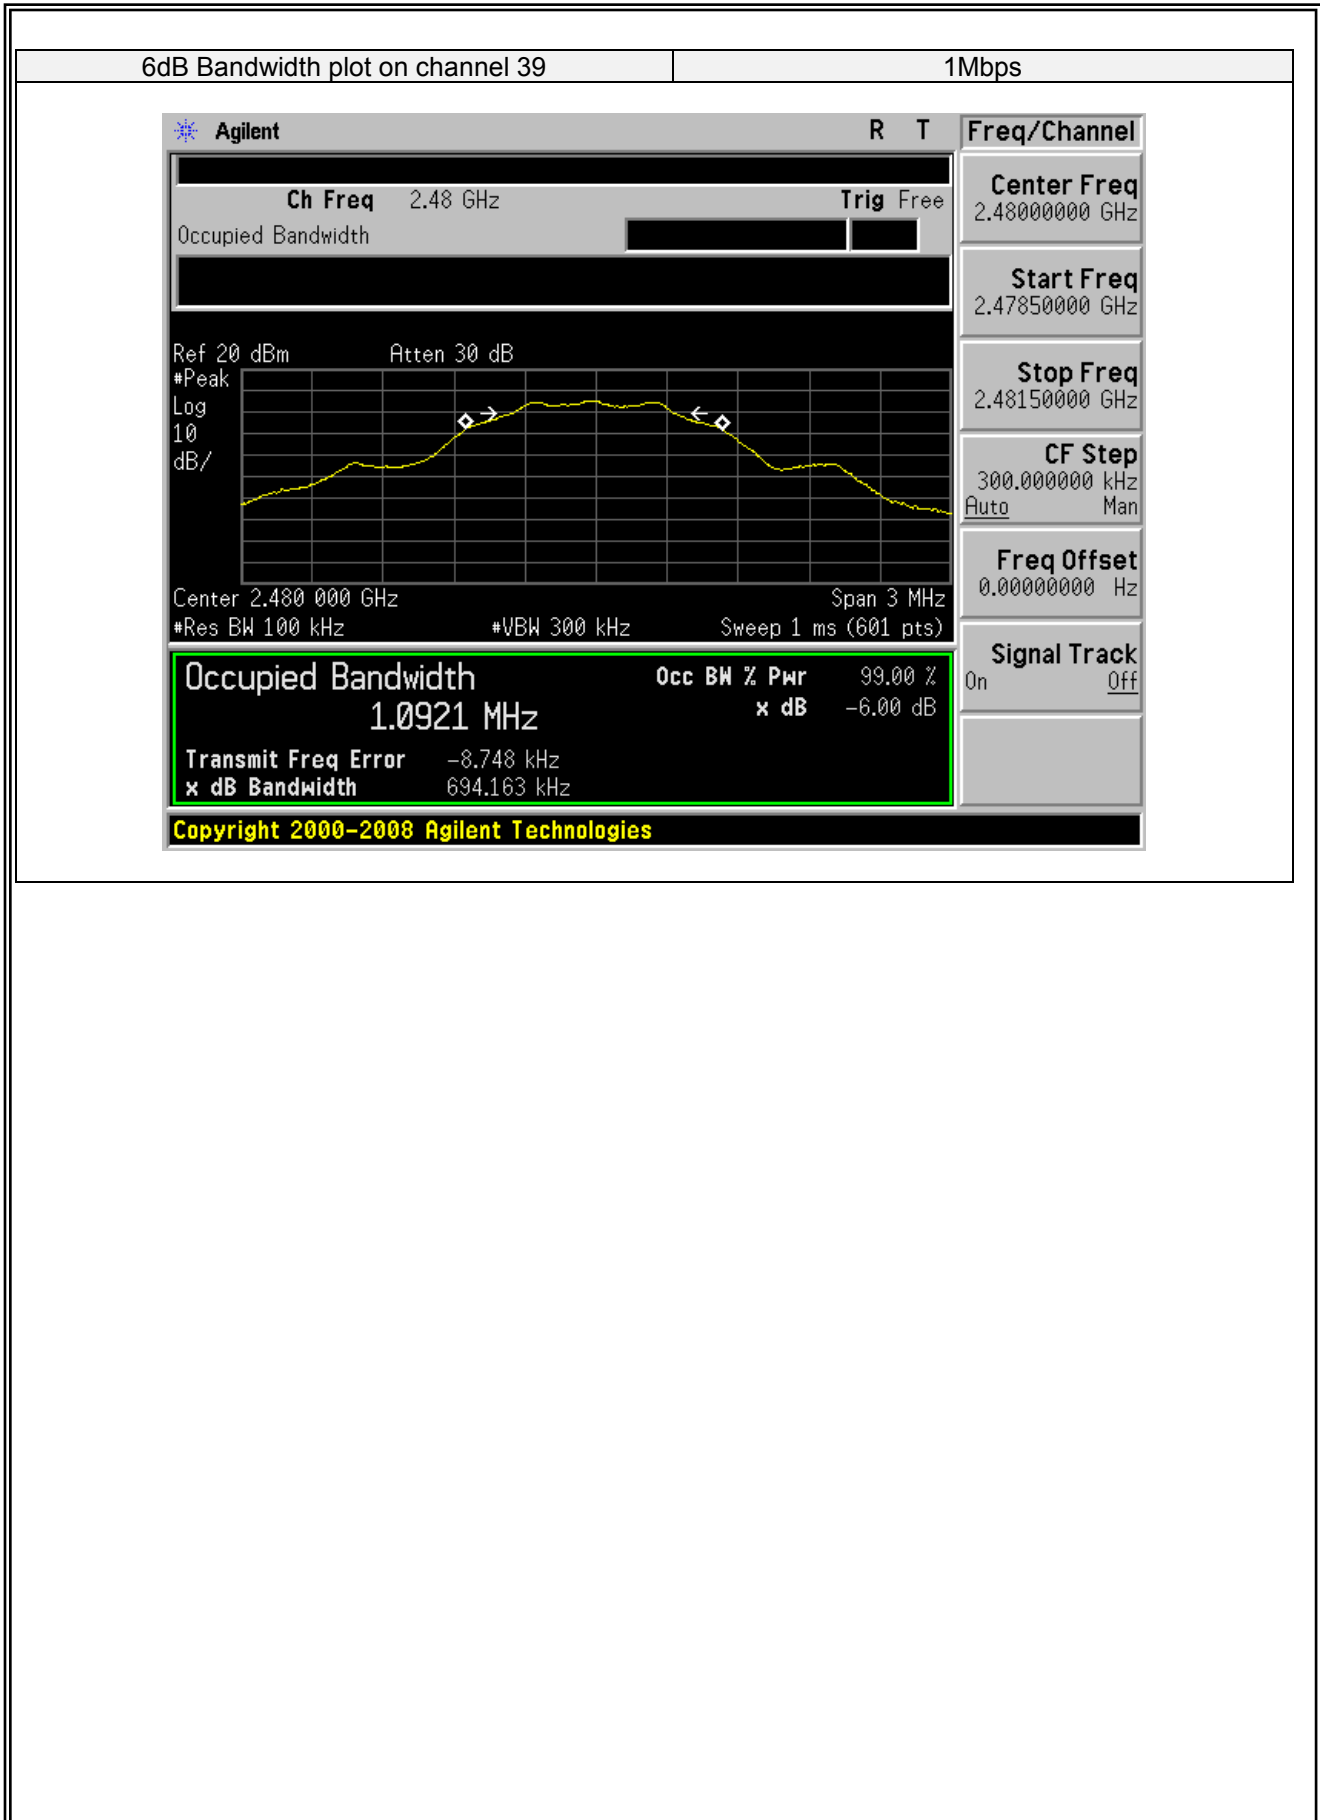 6dB Bandwidth plot on channel 39 1Mbps
Agilent R T Freq/Channel
Ch Freq 2.48 GHz Trig Free
Occupied Bandwidth
Center Freq
2.48000000 GHz
Start Freq
2.47850000 GHz
Stop Freq
2.48150000 GHz
CF Step
300.000000 kHz
Auto Man
Freq Offset
0.00000000 Hz
Signal Track
On Off
Ref 20 dBm Atten 30 dB
#Peak
Log
10
dB/
Center 2.480 000 GHz Span 3 MHz
#Res BW 100 kHz #VBW 300 kHz Sweep 1 ms (601 pts)
Occupied Bandwidth Occ BW % Pwr 99.00 %
1.0921 MHz x dB -6.00 dB
Transmit Freq Error -8.748 kHz
x dB Bandwidth 694.163 kHz
Copyright 2000-2008 Agilent Technologies